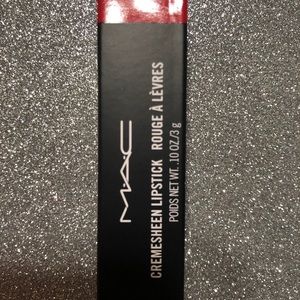 M·A·C
CREMESHEEN LIPSTICK ROUGE À LÈVRES
POIDS NET WT. .10 OZ./3 g